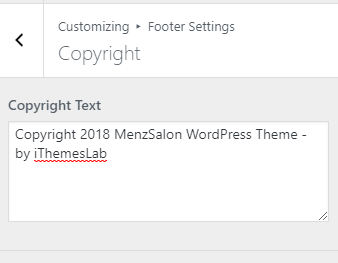 Customizing ▸ Footer Settings
Copyright
Copyright Text
Copyright 2018 MenzSalon WordPress Theme -
by iThemesLab